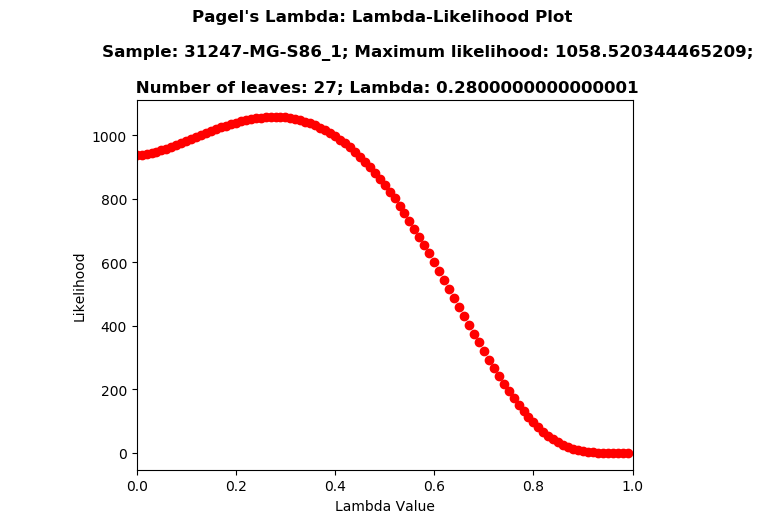 Pagel's Lambda: Lambda-Likelihood Plot
Sample: 31247-MG-S86_1; Maximum likelihood: 1058.520344465209;
Number of leaves: 27; Lambda: 0.2800000000000001
1000
800
600
400
200
0
Likelihood
0.0 0.2 0.4 0.6 0.8 1.0
Lambda Value